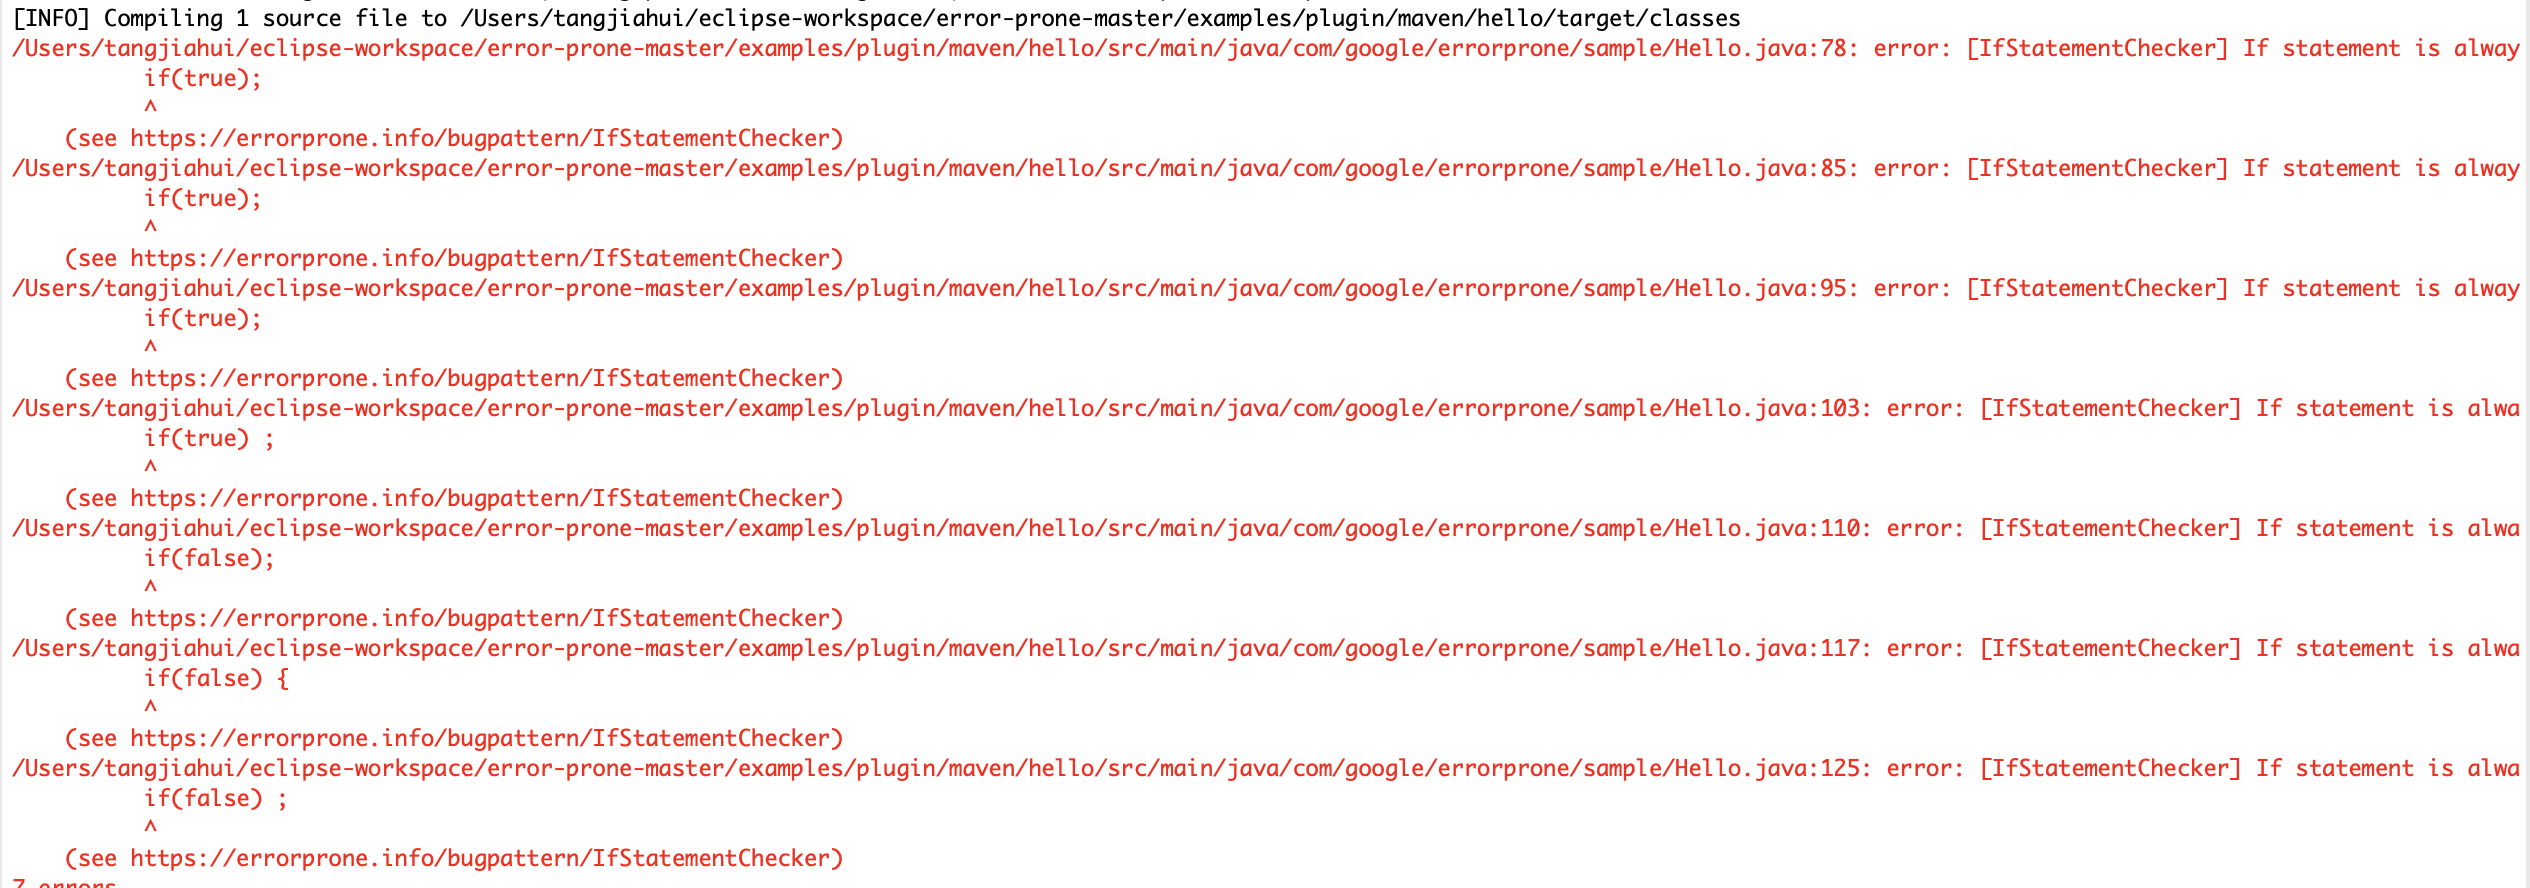 [INFO] Compiling 1 source file to /Users/tangjiahui/eclipse-workspace/error-prone-master/examples/plugin/maven/hello/target/classes
/Users/tangjiahui/eclipse-workspace/error-prone-master/examples/plugin/maven/hello/src/main/java/com/google/errorprone/sample/Hello.java:78: error: [IfStatementChecker] If statement is alway
if(true);
^
(see https://errorprone.info/bugpattern/IfStatementChecker)
/Users/tangjiahui/eclipse-workspace/error-prone-master/examples/plugin/maven/hello/src/main/java/com/google/errorprone/sample/Hello.java:85: error: [IfStatementChecker] If statement is alway
if(true);
^
(see https://errorprone.info/bugpattern/IfStatementChecker)
/Users/tangjiahui/eclipse-workspace/error-prone-master/examples/plugin/maven/hello/src/main/java/com/google/errorprone/sample/Hello.java:95: error: [IfStatementChecker] If statement is alway
if(true);
^
(see https://errorprone.info/bugpattern/IfStatementChecker)
/Users/tangjiahui/eclipse-workspace/error-prone-master/examples/plugin/maven/hello/src/main/java/com/google/errorprone/sample/Hello.java:103: error: [IfStatementChecker] If statement is alwa
if(true) ;
^
(see https://errorprone.info/bugpattern/IfStatementChecker)
/Users/tangjiahui/eclipse-workspace/error-prone-master/examples/plugin/maven/hello/src/main/java/com/google/errorprone/sample/Hello.java:110: error: [IfStatementChecker] If statement is alwa
if(false);
^
(see https://errorprone.info/bugpattern/IfStatementChecker)
/Users/tangjiahui/eclipse-workspace/error-prone-master/examples/plugin/maven/hello/src/main/java/com/google/errorprone/sample/Hello.java:117: error: [IfStatementChecker] If statement is alwa
if(false) {
^
(see https://errorprone.info/bugpattern/IfStatementChecker)
/Users/tangjiahui/eclipse-workspace/error-prone-master/examples/plugin/maven/hello/src/main/java/com/google/errorprone/sample/Hello.java:125: error: [IfStatementChecker] If statement is alwa
if(false) ;
^
(see https://errorprone.info/bugpattern/IfStatementChecker)
7 errors